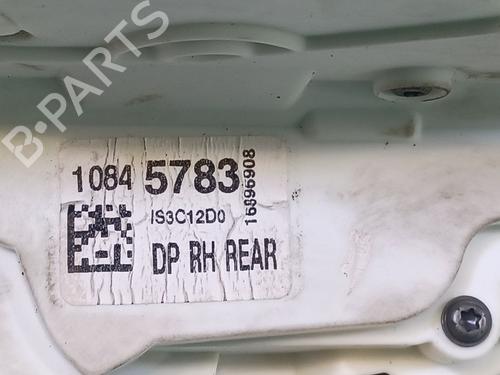 B-PARTS
1084 5783
IS3C12D0
16896908
DP RH REAR